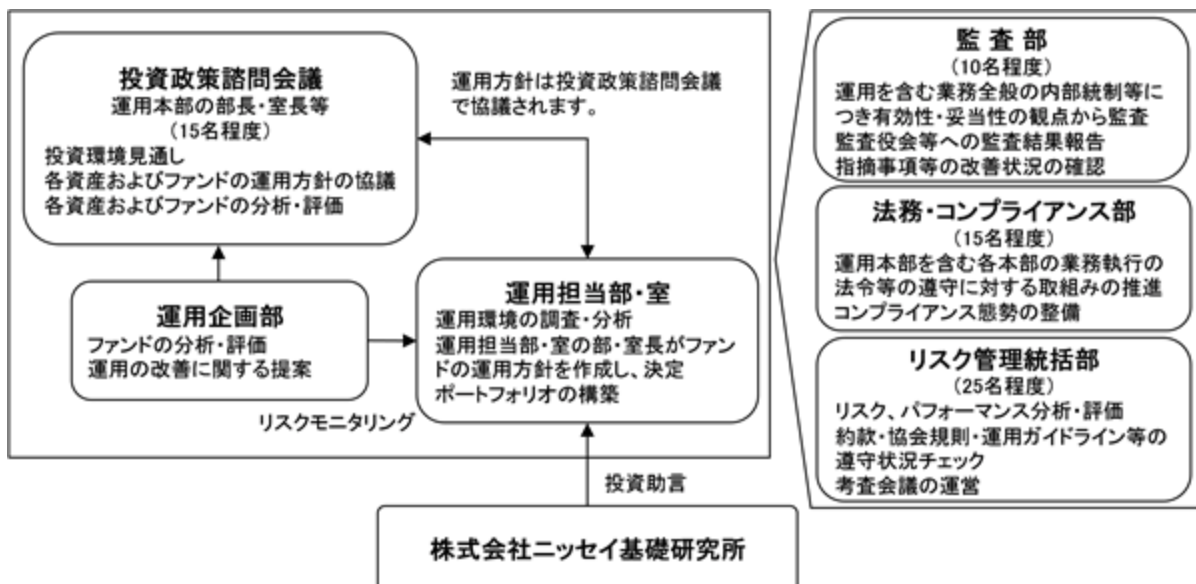 投資政策諮問会議
運用本部の部長・室長等
(15名程度)
投資環境見通し
各資産およびファンドの運用方針の協議
各資産およびファンドの分析・評価
運用方針は投資政策諮問会議
で協議されます。
運用企画部
ファンドの分析・評価
運用の改善に関する提案
リスクモニタリング
運用担当部・室
運用環境の調査・分析
運用担当部・室の部・室長がファン
ドの運用方針を作成し、決定
ポートフォリオの構築
投資助言
株式会社ニッセイ基礎研究所
監査部
(10名程度)
運用を含む業務全般の内部統制等に
つき有効性・妥当性の観点から監査
監査役会等への監査結果報告
指摘事項等の改善状況の確認
法務・コンプライアンス部
(15名程度)
運用本部を含む各本部の業務執行の
法令等の遵守に対する取組みの推進
コンプライアンス態勢の整備
リスク管理統括部
(25名程度)
リスク、パフォーマンス分析・評価
約款・協会規則・運用ガイドライン等の
遵守状況チェック
考査会議の運営